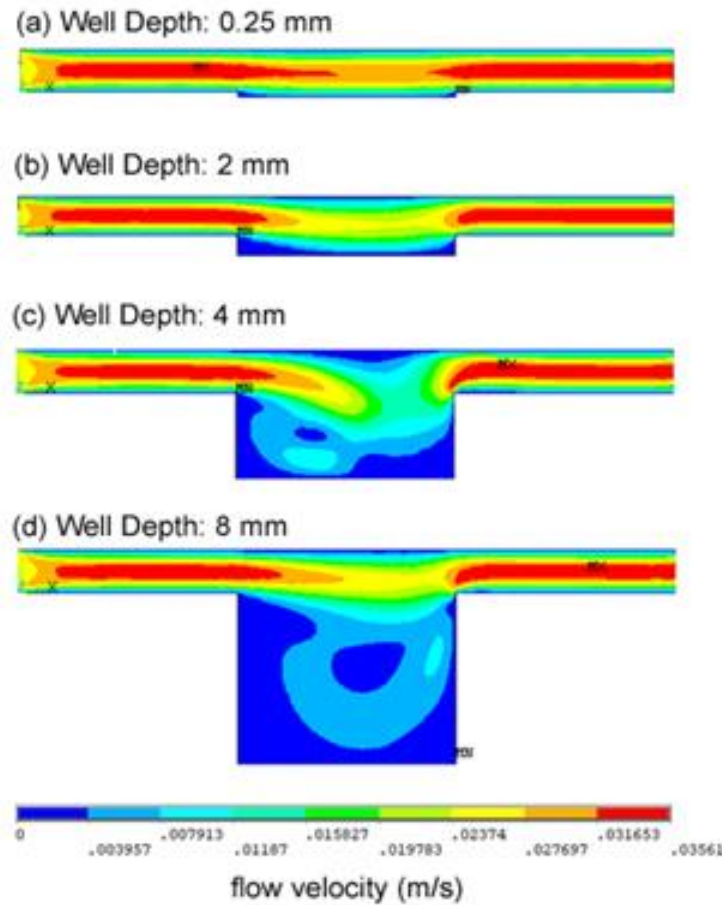 (a) Well Depth: 0.25 mm
(b) Well Depth: 2 mm
(c) Well Depth: 4 mm
(d) Well Depth: 8 mm
0 .007913 .015827 .02374 .031653
.003957 .01187 .019783 .027697 .03561
flow velocity (m/s)